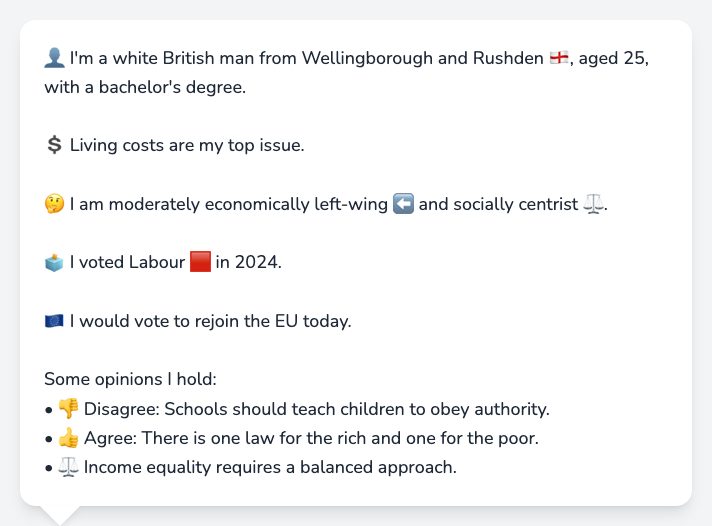 👤 I'm a white British man from Wellingborough and Rushden 🏴󠁧󠁢󠁥󠁮󠁧󠁿, aged 25,
with a bachelor's degree.
💲 Living costs are my top issue.
🤔 I am moderately economically left-wing ⬅️ and socially centrist ⚖️.
🗳️ I voted Labour 🟥 in 2024.
🇪🇺 I would vote to rejoin the EU today.
Some opinions I hold:
• 👎 Disagree: Schools should teach children to obey authority.
• 👍 Agree: There is one law for the rich and one for the poor.
• ⚖️ Income equality requires a balanced approach.